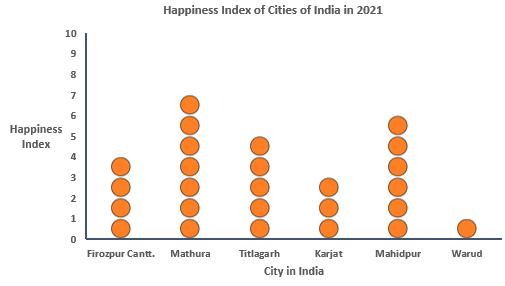 Happiness Index of Cities of India in 2021
10
9
8
7
6
5
4
3
2
1
0
Happiness
Index
Firozpur Cantt.
Mathura
Titlagarh
Karjat
Mahidpur
Warud
City in India